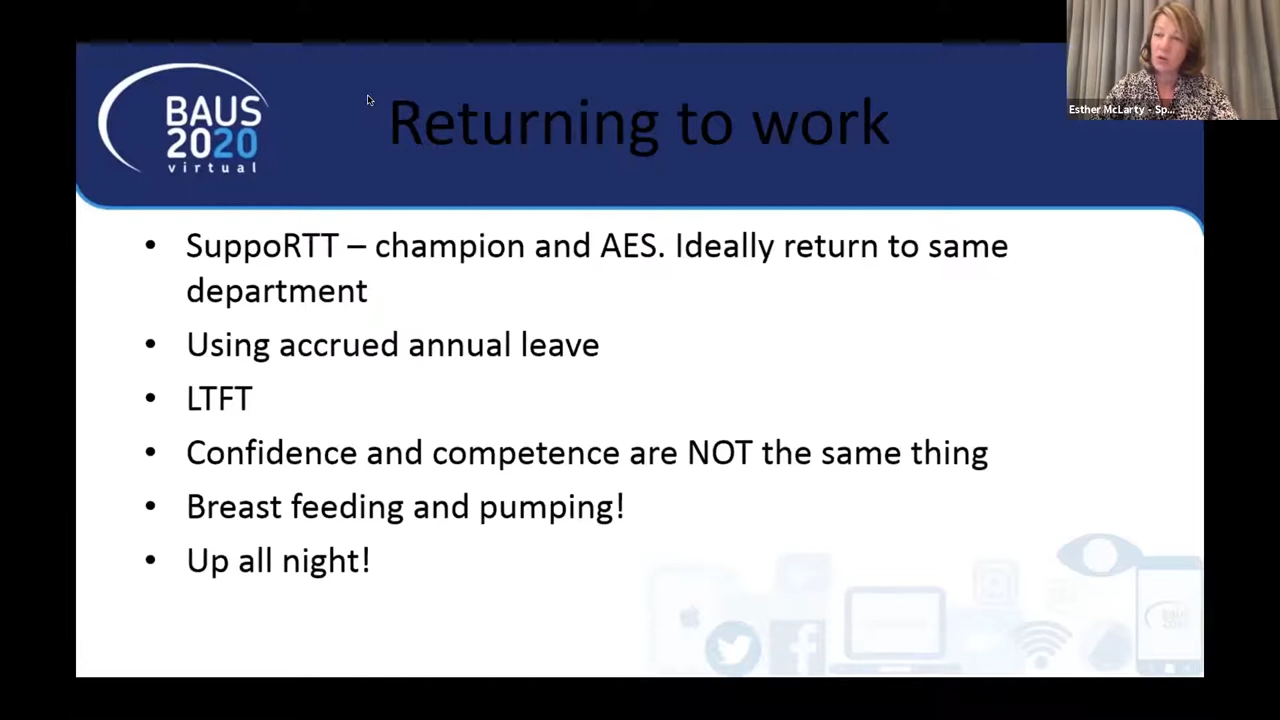 BAUS
2020
virtual
Returning to work
Esther McLarty - Sp...
• SuppoRTT – champion and AES. Ideally return to same
department
• Using accrued annual leave
• LTFT
• Confidence and competence are NOT the same thing
• Breast feeding and pumping!
• Up all night!
BAUS
2020